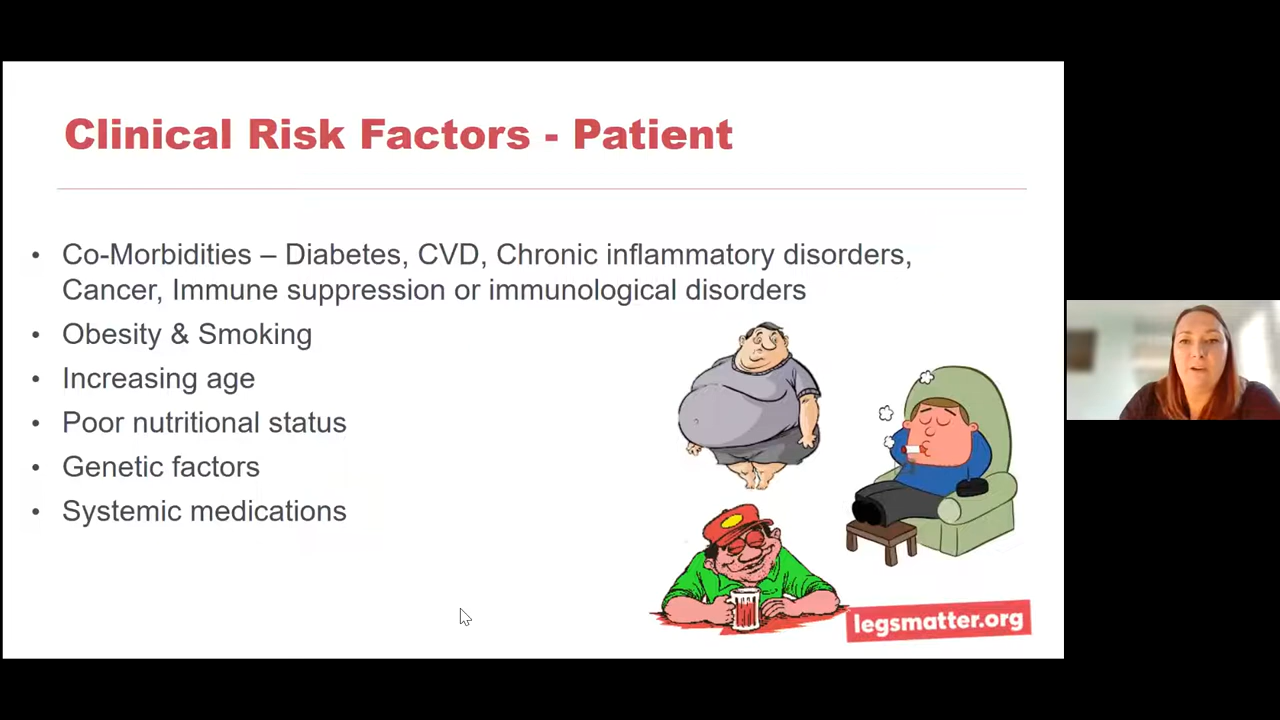 Clinical Risk Factors - Patient
• Co-Morbidities – Diabetes, CVD, Chronic inflammatory disorders,
Cancer, Immune suppression or immunological disorders
• Obesity & Smoking
• Increasing age
• Poor nutritional status
• Genetic factors
• Systemic medications
legsmatter.org